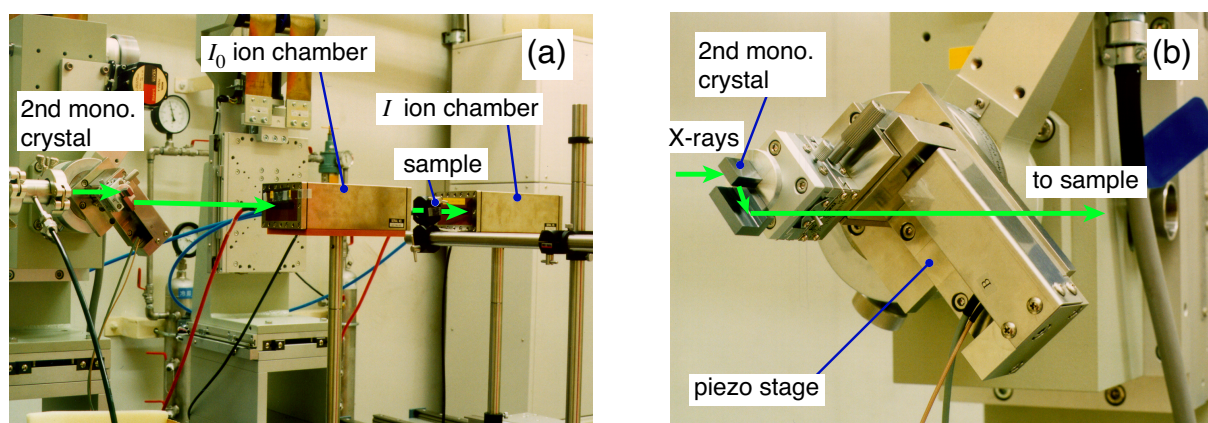 I₀ ion chamber
(a)
2nd mono.
crystal
I ion chamber
sample
2nd mono.
crystal
(b)
X-rays
to sample
piezo stage
B